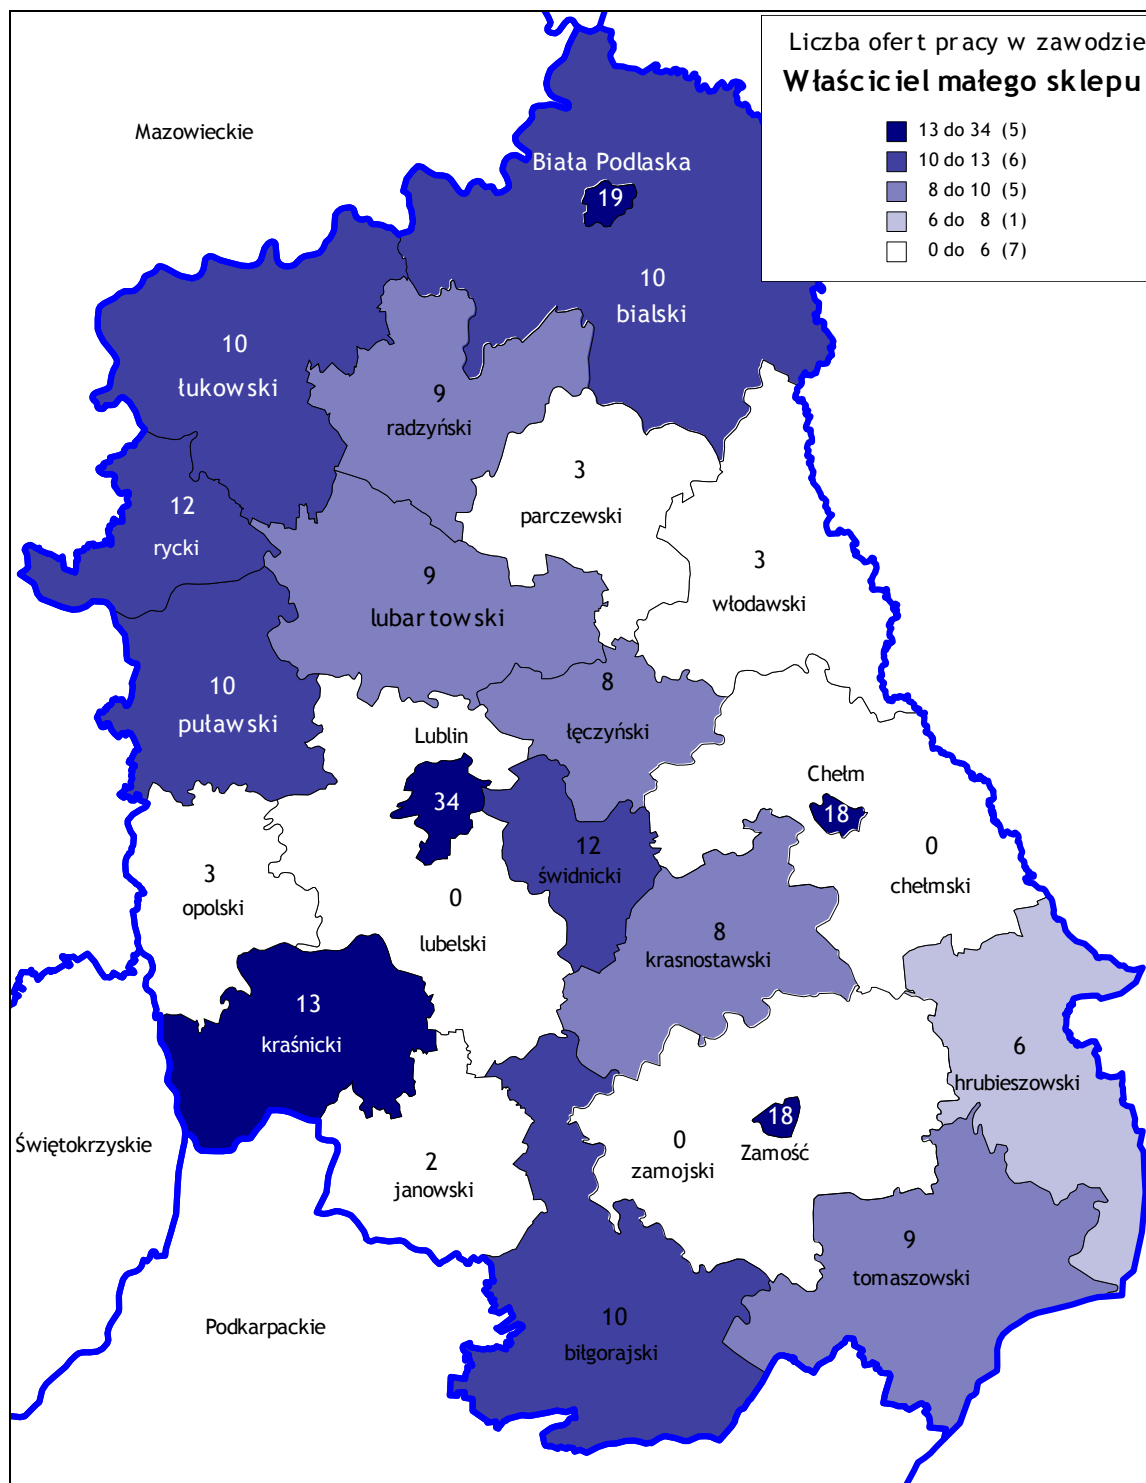 Liczba ofert pracy w zawodzie
Właściciel małego sklepu
13 do 34 (5)
10 do 13 (6)
8 do 10 (5)
6 do 8 (1)
0 do 6 (7)
Mazowieckie
Biała Podlaska
19
10
bialski
10
łukowski
9
radzyński
3
parczewski
12
rycki
3
włodawski
9
lubartowski
10
puławski
8
łęczyński
Lublin
34
Chełm
18
12
świdnicki
0
chełmski
3
opolski
0
lubelski
8
krasnostawski
13
kraśnicki
6
hrubieszowski
18
Zamość
0
zamojski
Świętokrzyskie
2
janowski
9
tomaszowski
10
biłgorajski
Podkarpackie